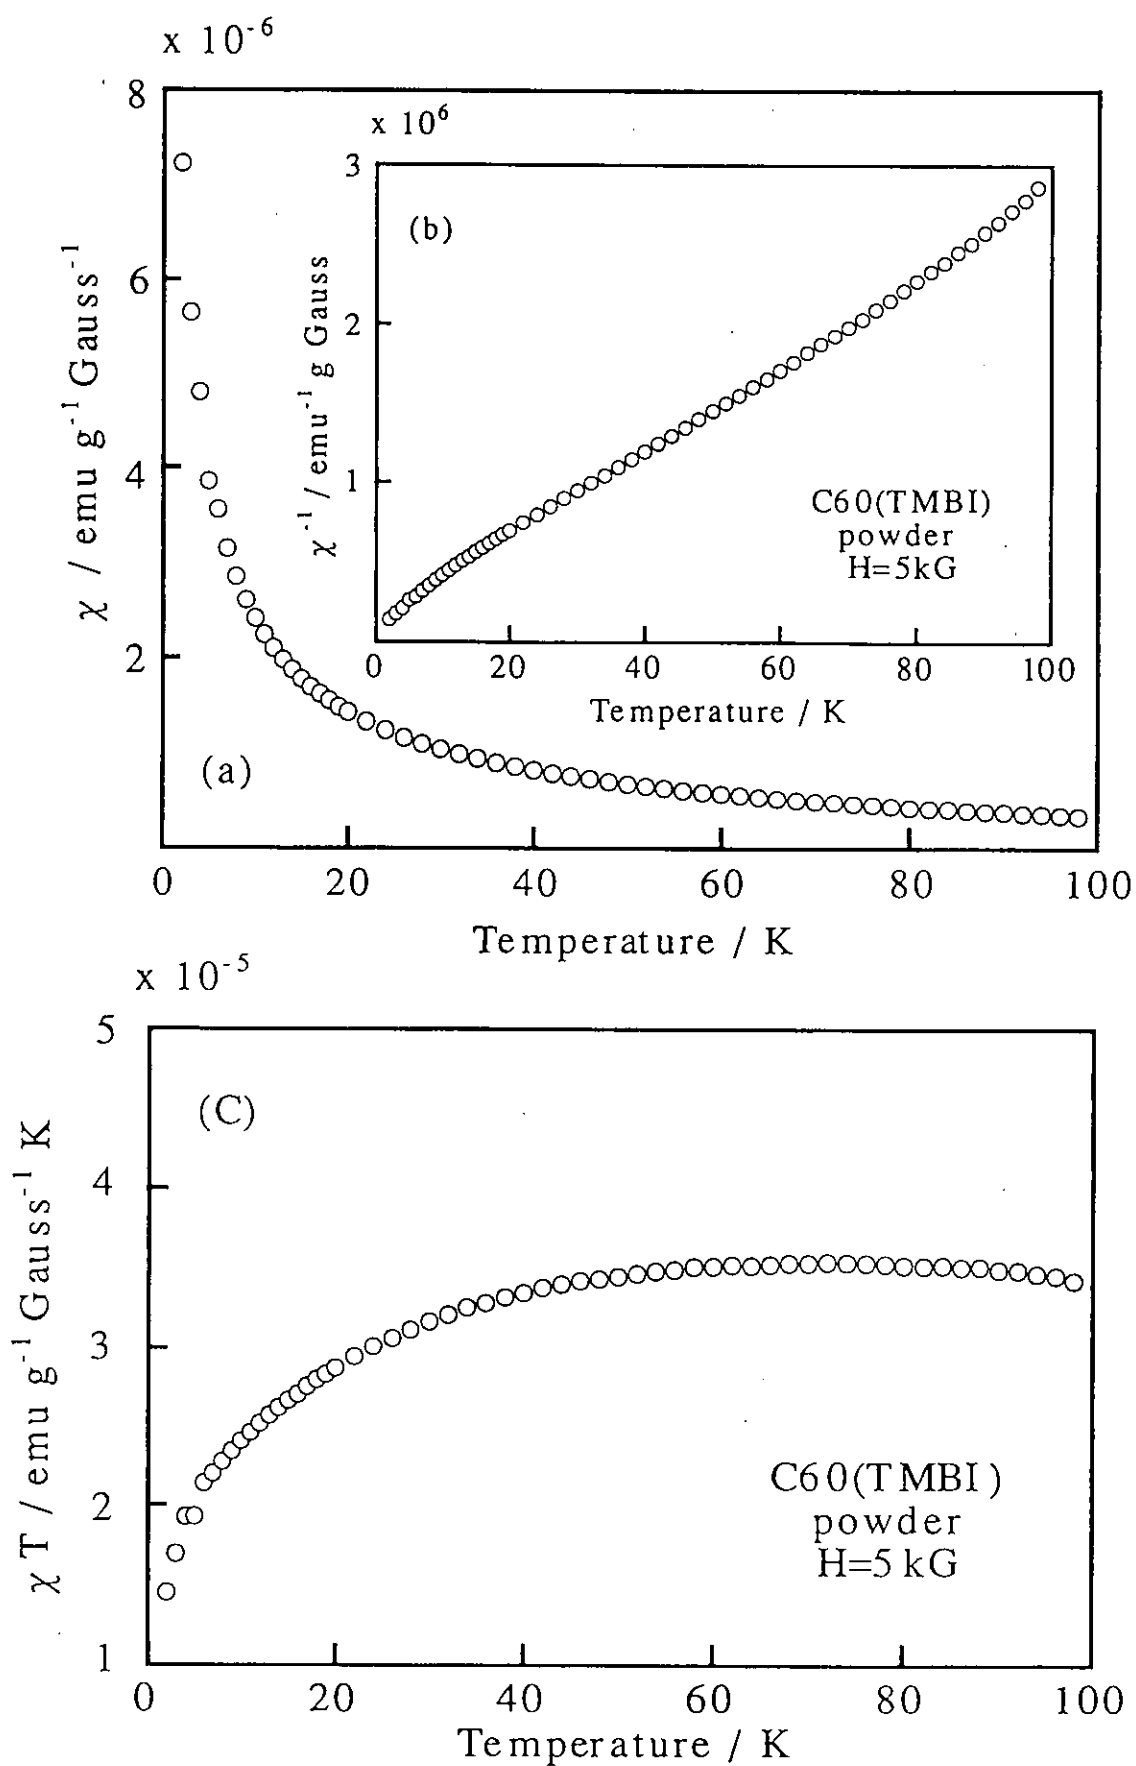 x 10-6
8
6
4
2
χ / emu g-1 Gauss-1
(a)
0 20 40 60 80 100
Temperature / K
x 106
3
2
1
χ-1 / emu-1 g Gauss
(b)
C60(TMBI)
powder
H=5kG
0 20 40 60 80 100
Temperature / K
x 10-5
5
4
3
2
1
χ T / emu g-1 Gauss-1 K
(C)
C60(TMBI)
powder
H=5 kG
0 20 40 60 80 100
Temperature / K